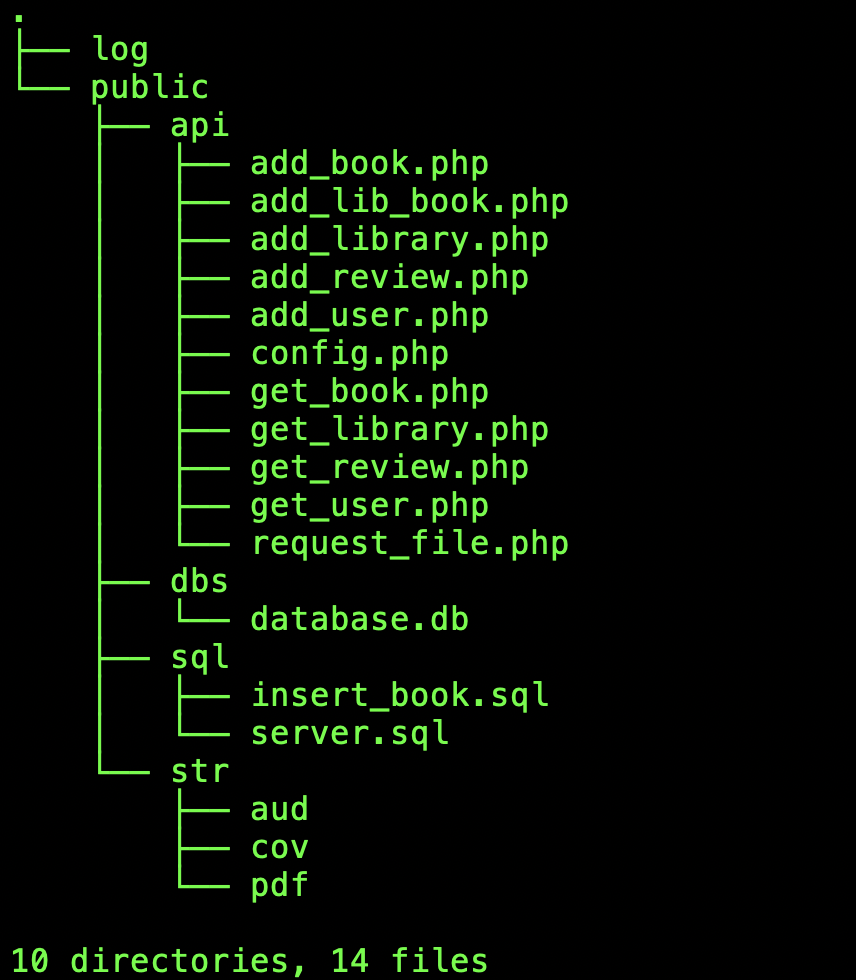 .
├── log
└── public
    ├── api
    │   ├── add_book.php
    │   ├── add_lib_book.php
    │   ├── add_library.php
    │   ├── add_review.php
    │   ├── add_user.php
    │   ├── config.php
    │   ├── get_book.php
    │   ├── get_library.php
    │   ├── get_review.php
    │   ├── get_user.php
    │   └── request_file.php
    ├── dbs
    │   └── database.db
    ├── sql
    │   ├── insert_book.sql
    │   └── server.sql
    └── str
        ├── aud
        ├── cov
        └── pdf

10 directories, 14 files